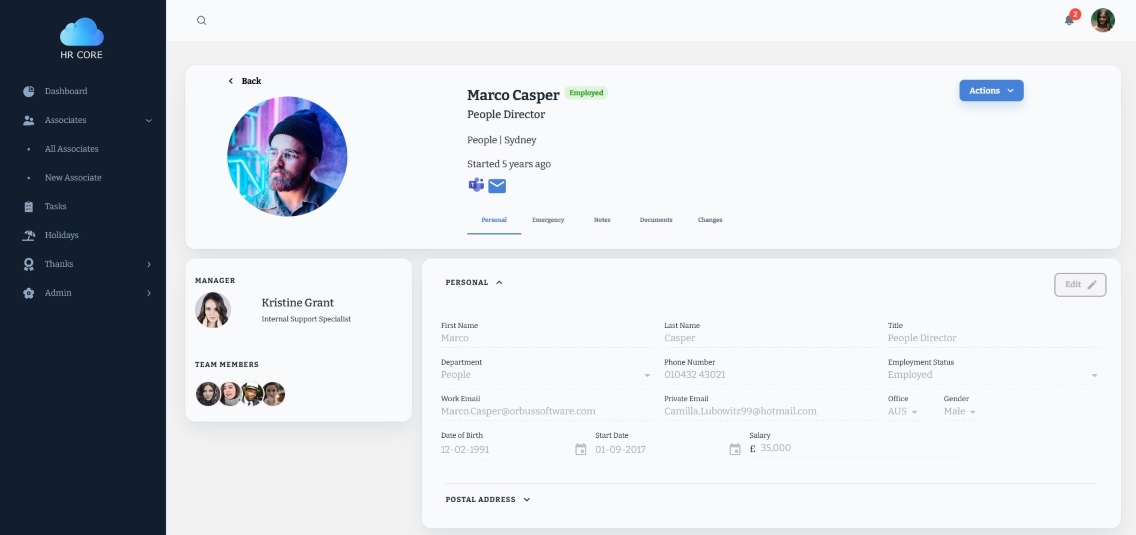 2
HR CORE
Dashboard
Associates
All Associates
New Associate
Tasks
Holidays
Thanks
Admin
Back
Marco Casper Employed
People Director
People | Sydney
Started 5 years ago
Actions
Personal Emergency Notes Documents Changes
MANAGER
Kristine Grant
Internal Support Specialist
TEAM MEMBERS
PERSONAL
Edit
First Name Last Name Title
Marco Casper People Director
Department Phone Number Employment Status
People 010432 43021 Employed
Work Email Private Email Office Gender
Marco.Casper@orbussoftware.com Camilla.Lubowitz99@hotmail.com AUS Male
Date of Birth Start Date Salary
12-02-1991 01-09-2017 £ 35,000
POSTAL ADDRESS